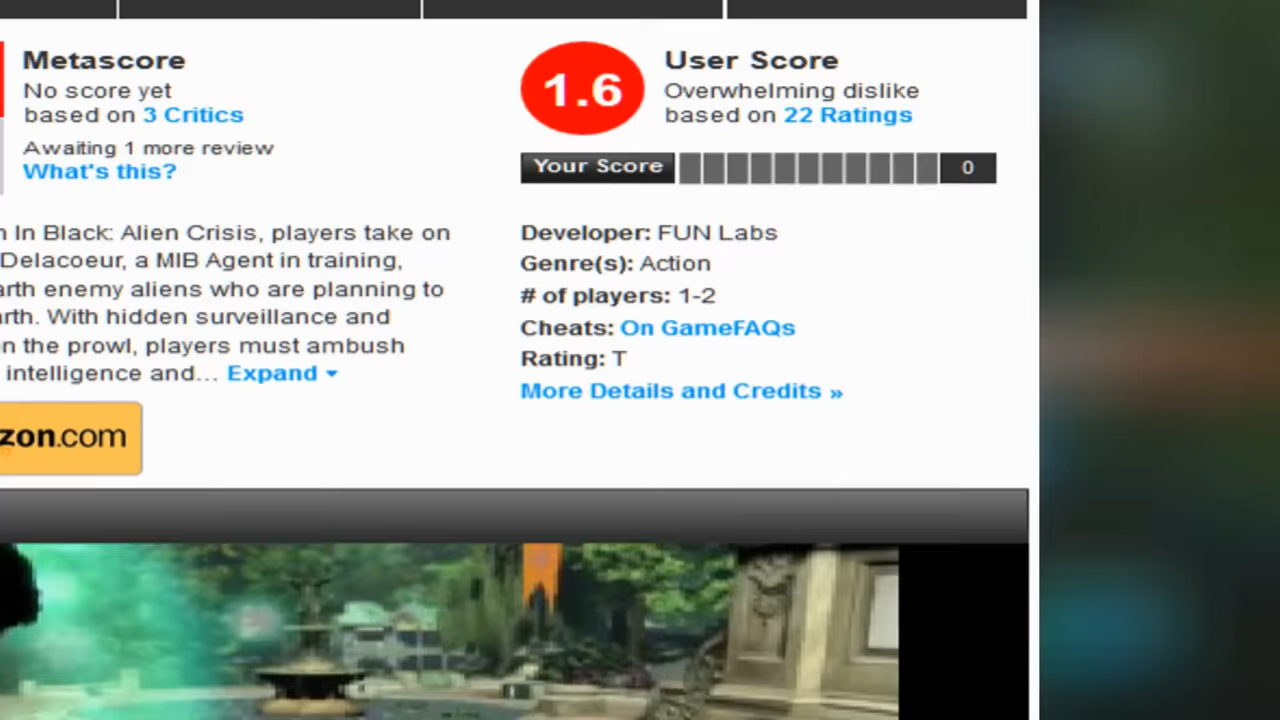 Metascore
No score yet
based on 3 Critics
Awaiting 1 more review
What's this?
1.6
User Score
Overwhelming dislike
based on 22 Ratings
Your Score
0
In Black: Alien Crisis, players take on
Delacoeur, a MIB Agent in training,
enemy aliens who are planning to
With hidden surveillance and
the prowl, players must ambush
intelligence and... Expand
.com
Developer: FUN Labs
Genre(s): Action
# of players: 1-2
Cheats: On GameFAQs
Rating: T
More Details and Credits »